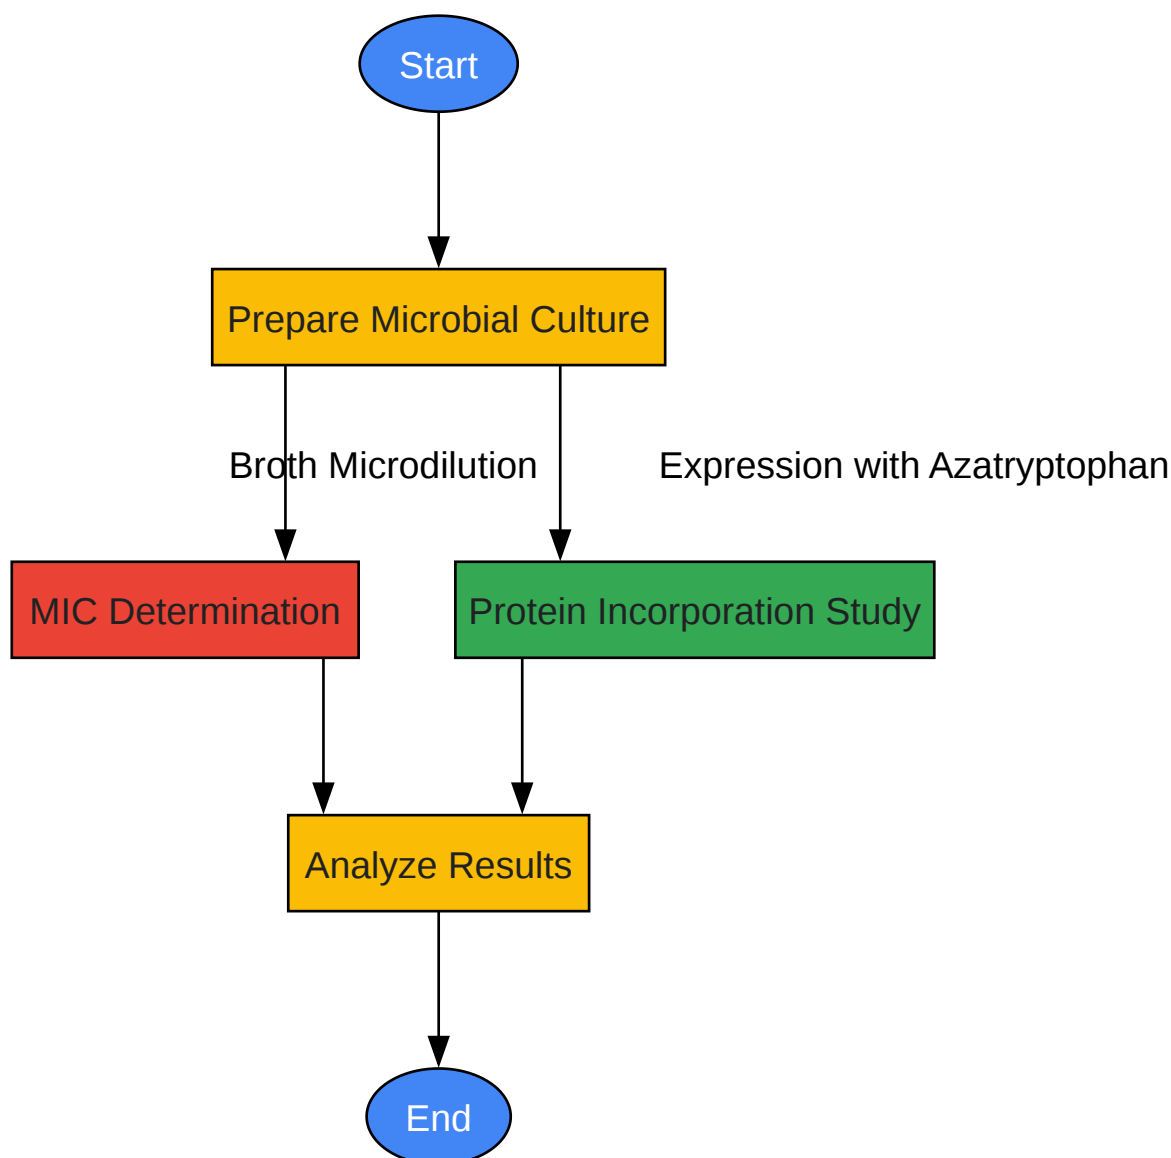 Start
Prepare Microbial Culture
Broth Microdilution
Expression with Azatryptophan
MIC Determination
Protein Incorporation Study
Analyze Results
End